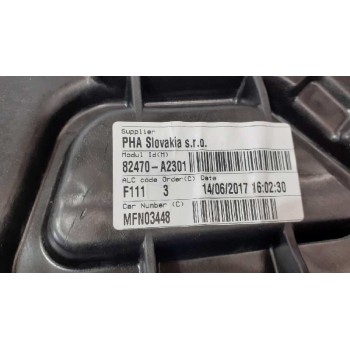 Supplier
PHA Slovakia s.r.o.
Modul Id(M)
82470-A2301
ALC code Order(C) Date
F111 3 14/06/2017 16:02:30
Car Number (C)
MFN03448